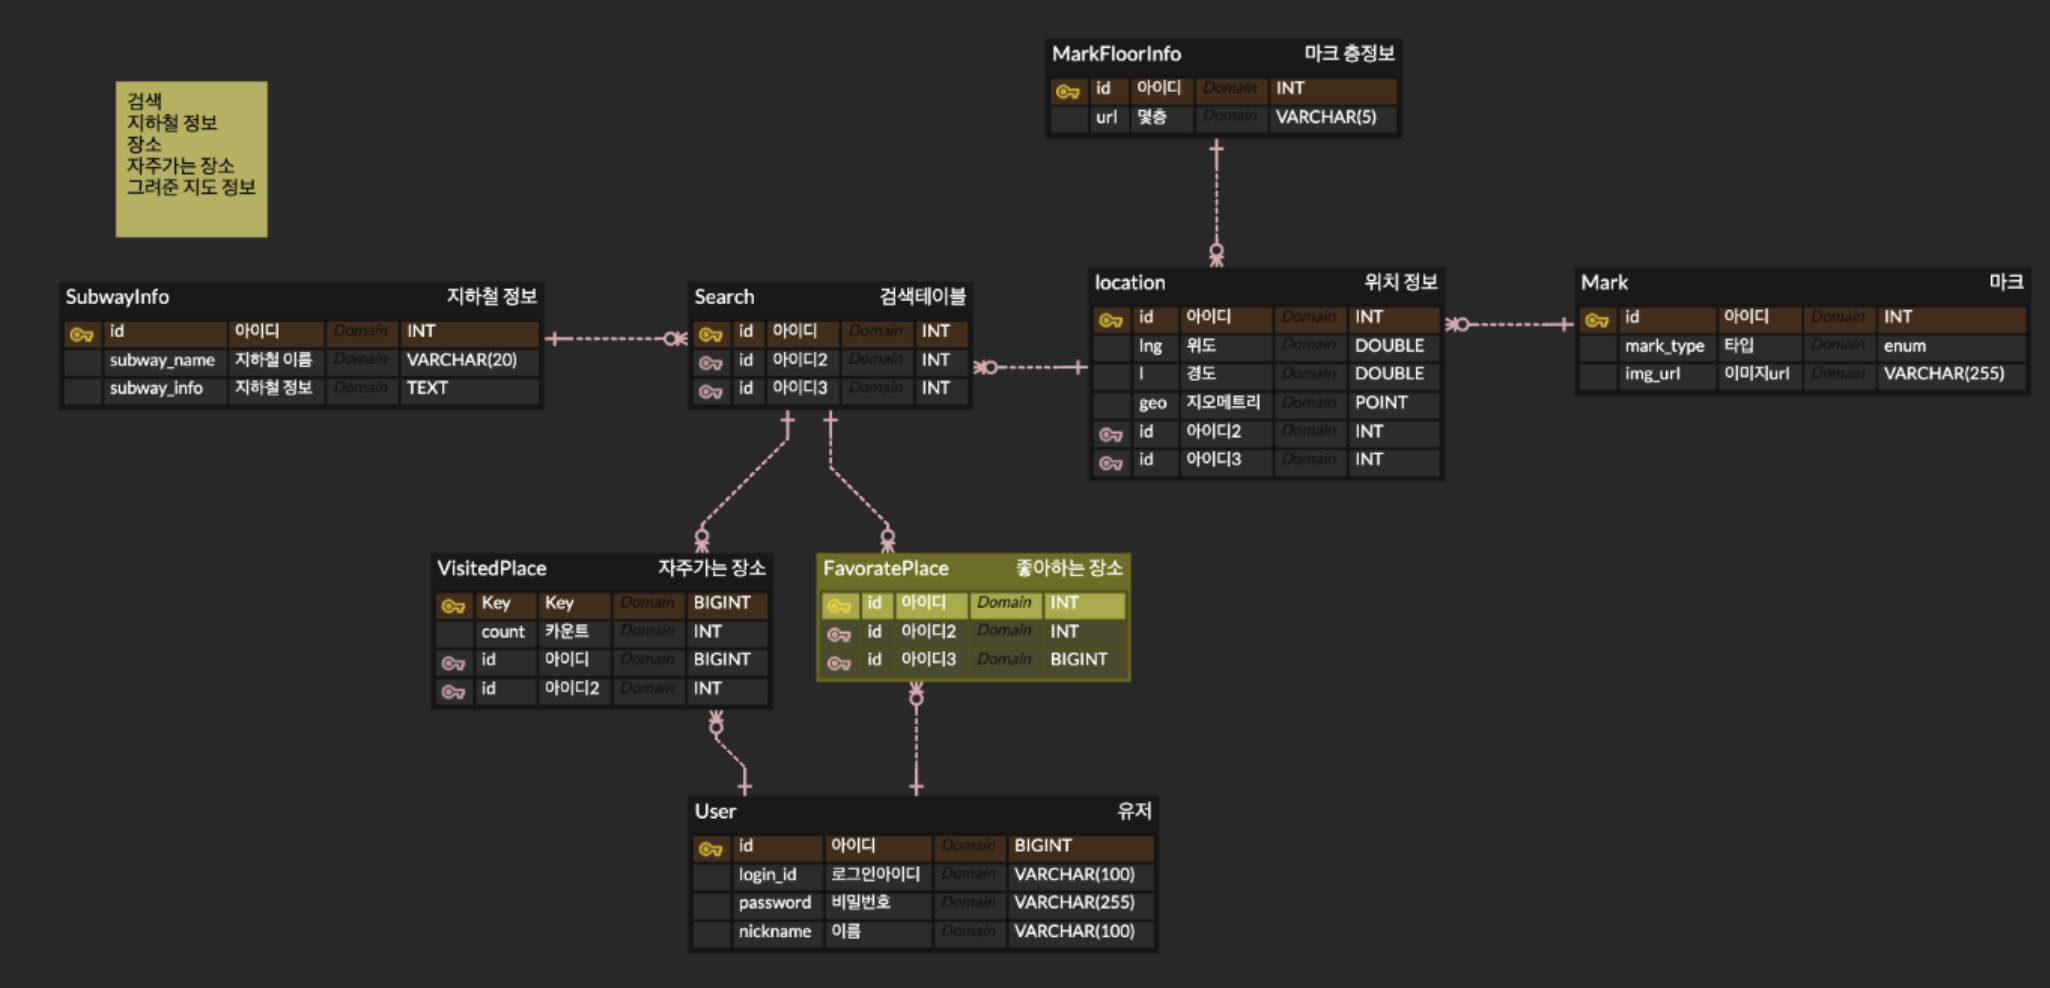 검색
지하철 정보
장소
자주가는 장소
그려준 지도 정보
MarkFloorInfo 마크 층정보
id 아이디 Domain INT
url 몇층 Domain VARCHAR(5)
SubwayInfo 지하철 정보
id 아이디 Domain INT
subway_name 지하철 이름 Domain VARCHAR(20)
subway_info 지하철 정보 Domain TEXT
Search 검색테이블
id 아이디 Domain INT
id 아이디2 Domain INT
id 아이디3 Domain INT
location 위치 정보
id 아이디 Domain INT
lng 위도 Domain DOUBLE
l 경도 Domain DOUBLE
geo 지오메트리 Domain POINT
id 아이디2 Domain INT
id 아이디3 Domain INT
Mark 마크
id 아이디 Domain INT
mark_type 타입 Domain enum
img_url 이미지url Domain VARCHAR(255)
VisitedPlace 자주가는 장소
Key Key Domain BIGINT
count 카운트 Domain INT
id 아이디 Domain BIGINT
id 아이디2 Domain INT
FavoratePlace 좋아하는 장소
id 아이디 Domain INT
id 아이디2 Domain INT
id 아이디3 Domain BIGINT
User 유저
id 아이디 Domain BIGINT
login_id 로그인아이디 Domain VARCHAR(100)
password 비밀번호 Domain VARCHAR(255)
nickname 이름 Domain VARCHAR(100)